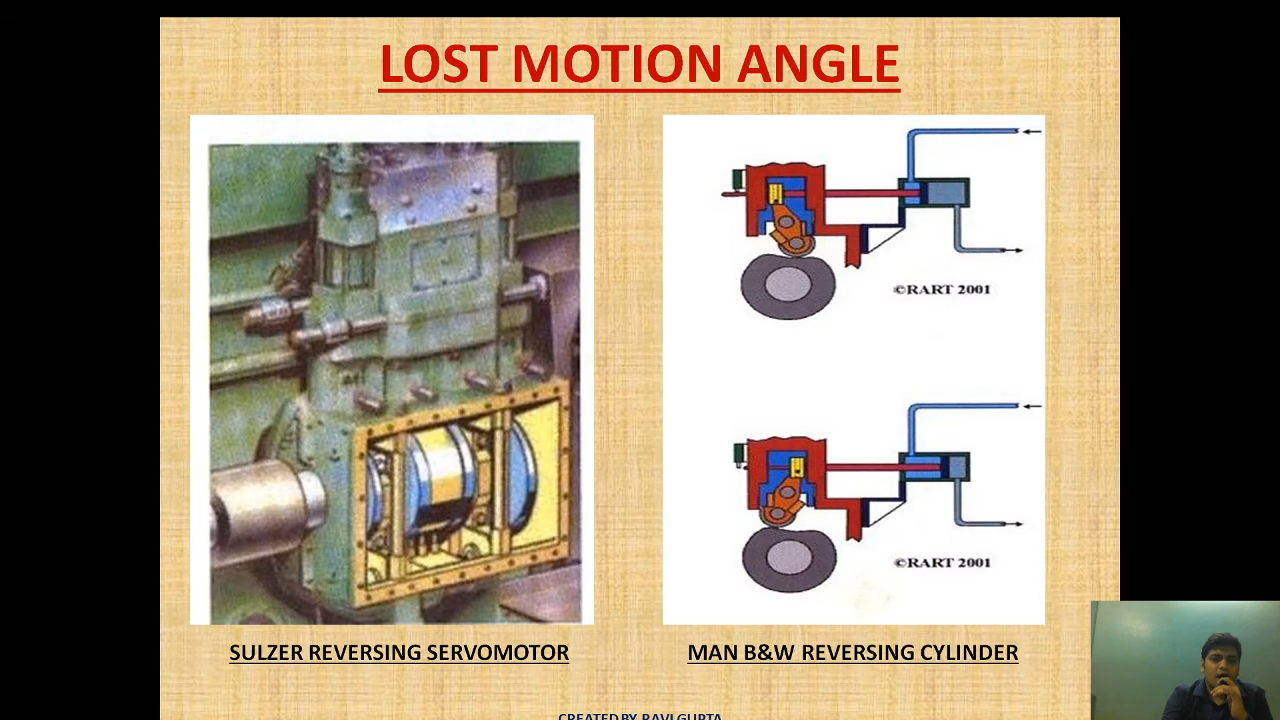 LOST MOTION ANGLE
©RART 2001
©RART 2001
SULZER REVERSING SERVOMOTOR
MAN B&W REVERSING CYLINDER
CREATED BY RAVI GUPTA